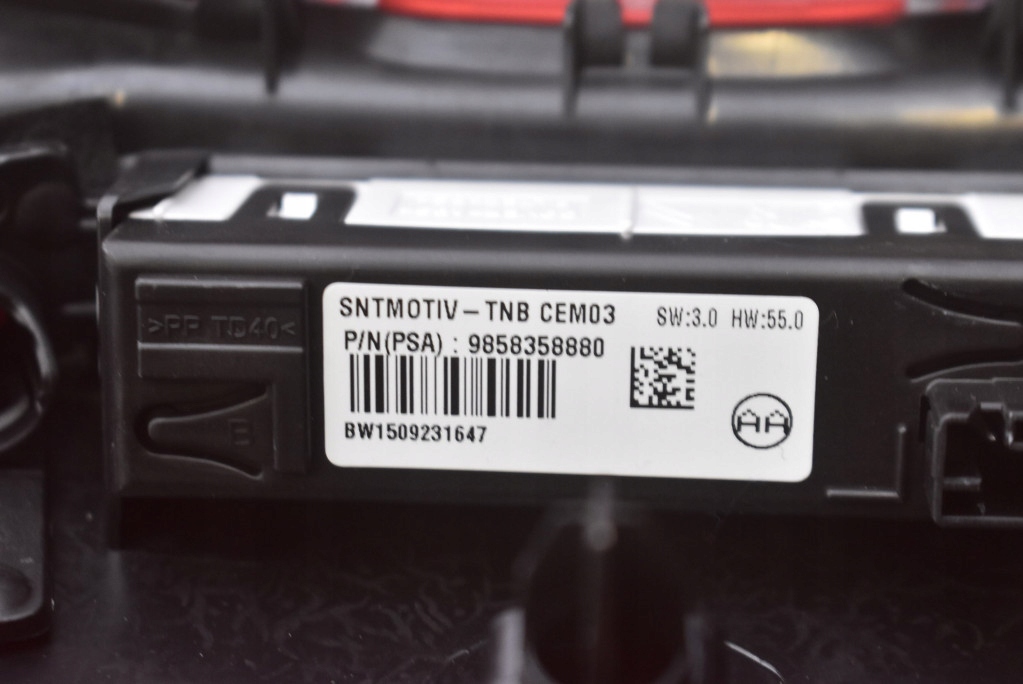 SNTMOTIV-TNB CEM03 SW:3.0 HW:55.0
P/N(PSA) : 9858358880
BW1509231647
AA
>PP TD40<
B